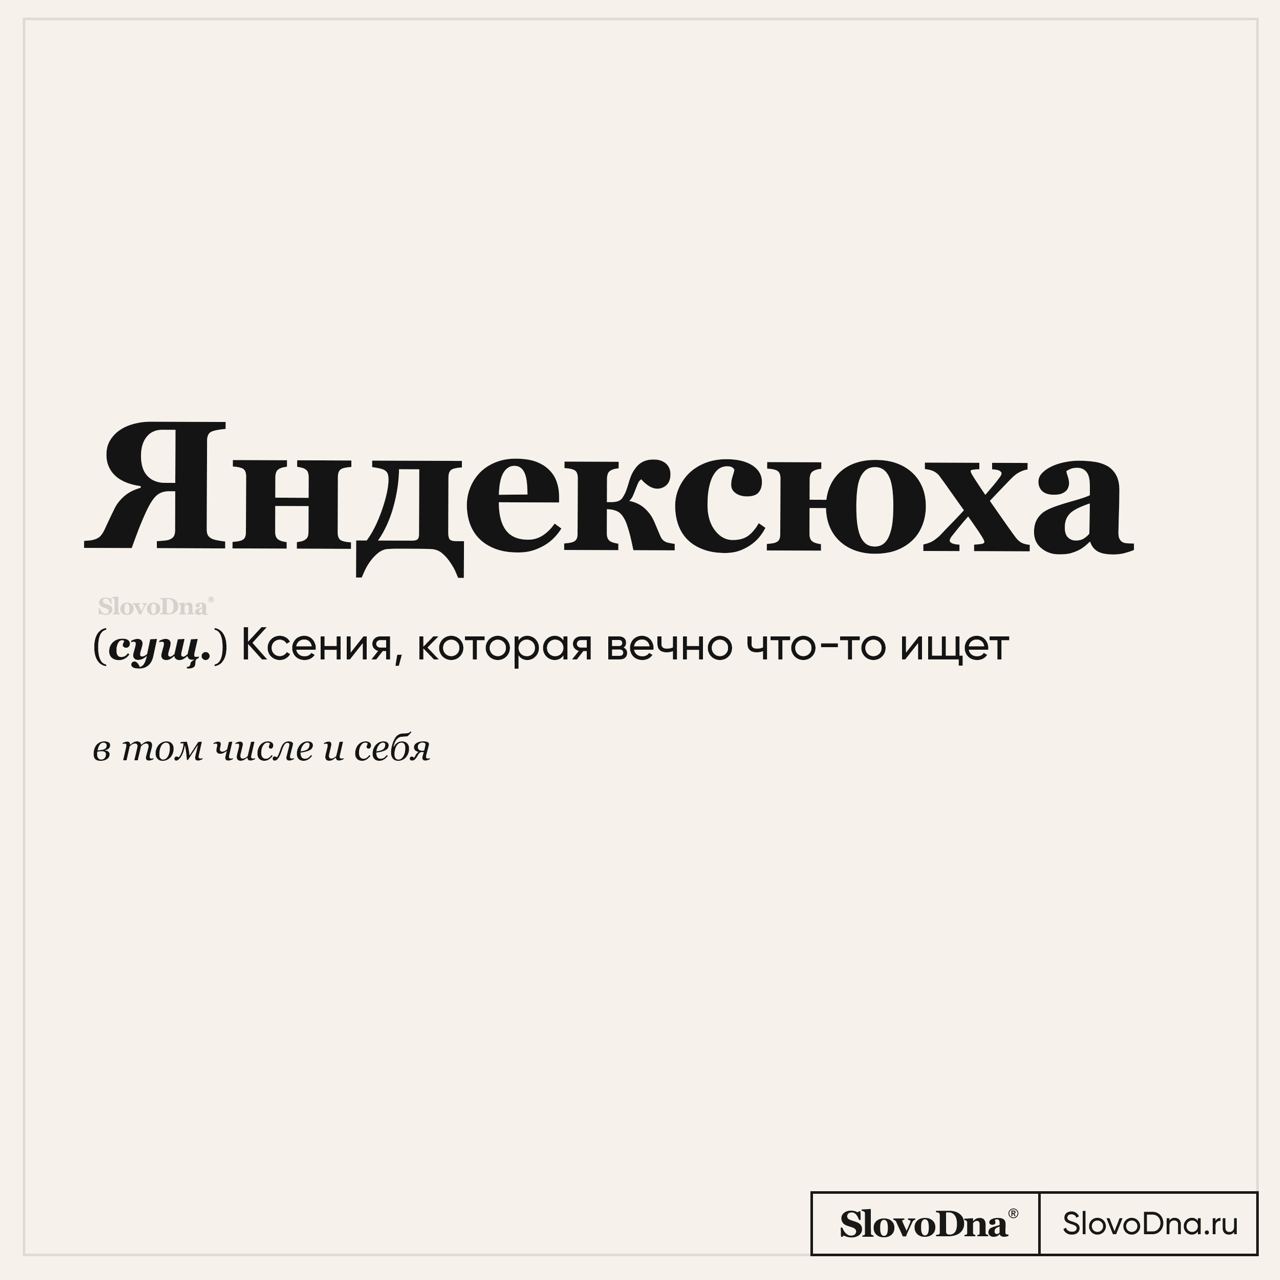 Яндексюха
SlovoDna®
(сущ.) Ксения, которая вечно что-то ищет
в том числе и себя
SlovoDna® SlovoDna.ru